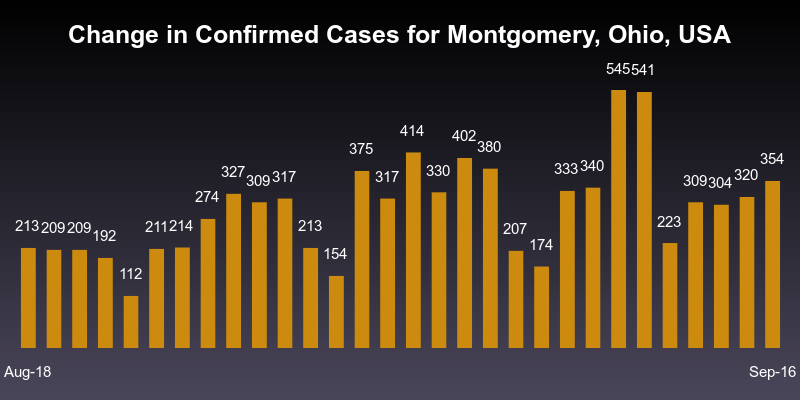 Change in Confirmed Cases for Montgomery, Ohio, USA
213 209 209 192 112 211 214 274 327 309 317 213 154 375 317 414 330 402 380 207 174 333 340 545 541 223 309 304 320 354
Aug-18 Sep-16